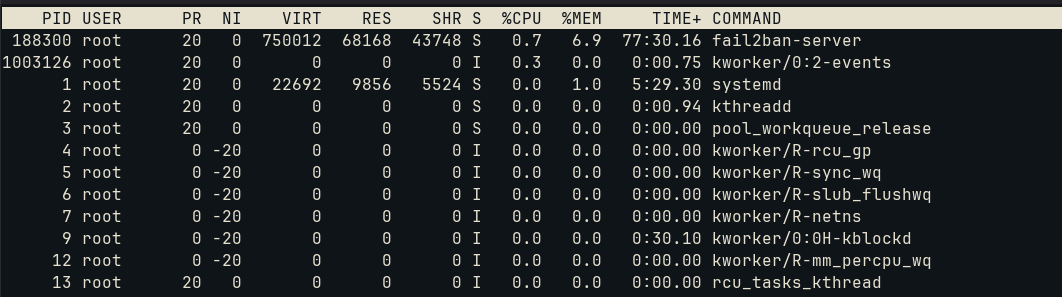 PID USER PR NI VIRT RES SHR S %CPU %MEM TIME+ COMMAND
188300 root 20 0 750012 68168 43748 S 0.7 6.9 77:30.16 fail2ban-server
1003126 root 20 0 0 0 0 I 0.3 0.0 0:00.75 kworker/0:2-events
1 root 20 0 22692 9856 5524 S 0.0 1.0 5:29.30 systemd
2 root 20 0 0 0 0 S 0.0 0.0 0:00.94 kthreadd
3 root 20 0 0 0 0 S 0.0 0.0 0:00.00 pool_workqueue_release
4 root 0 -20 0 0 0 I 0.0 0.0 0:00.00 kworker/R-rcu_gp
5 root 0 -20 0 0 0 I 0.0 0.0 0:00.00 kworker/R-sync_wq
6 root 0 -20 0 0 0 I 0.0 0.0 0:00.00 kworker/R-slub_flushwq
7 root 0 -20 0 0 0 I 0.0 0.0 0:00.00 kworker/R-netns
9 root 0 -20 0 0 0 I 0.0 0.0 0:30.10 kworker/0:0H-kblockd
12 root 0 -20 0 0 0 I 0.0 0.0 0:00.00 kworker/R-mm_percpu_wq
13 root 20 0 0 0 0 I 0.0 0.0 0:00.00 rcu_tasks_kthread